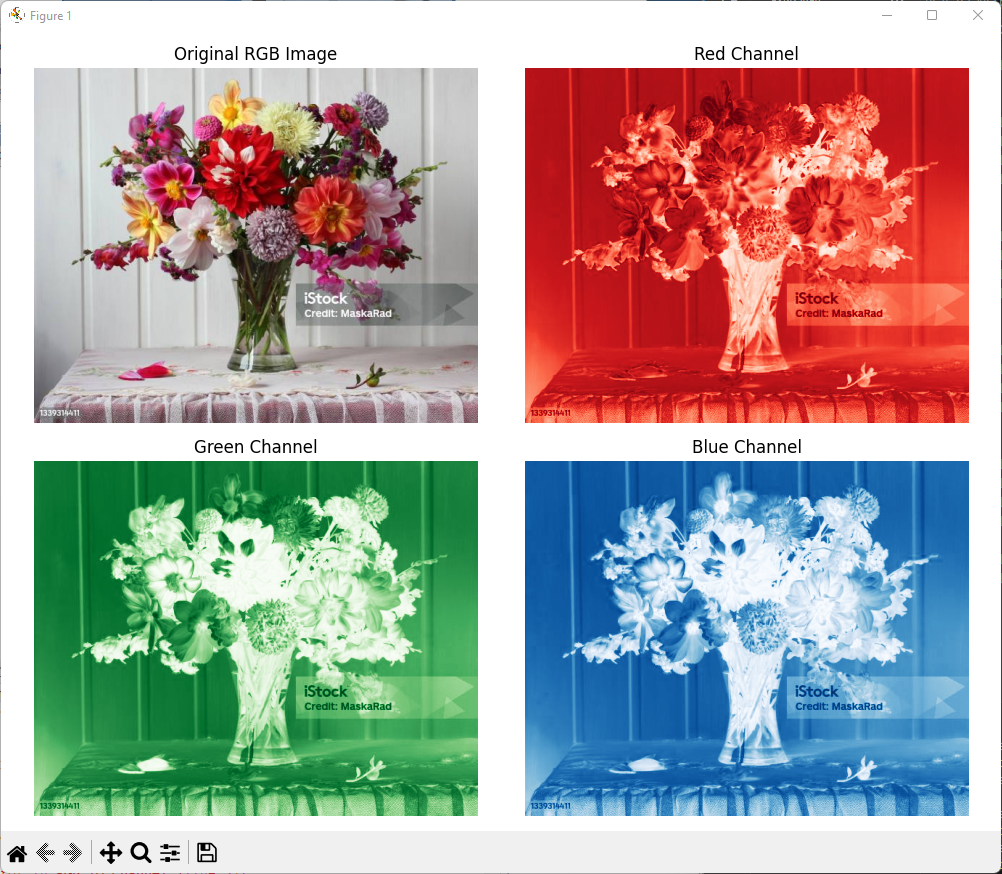 Figure 1
Original RGB Image
Red Channel
iStock
Credit: MaskaRad
1339314411
iStock
Credit: MaskaRad
1339314411
Green Channel
Blue Channel
iStock
Credit: MaskaRad
1339314411
iStock
Credit: MaskaRad
1339314411